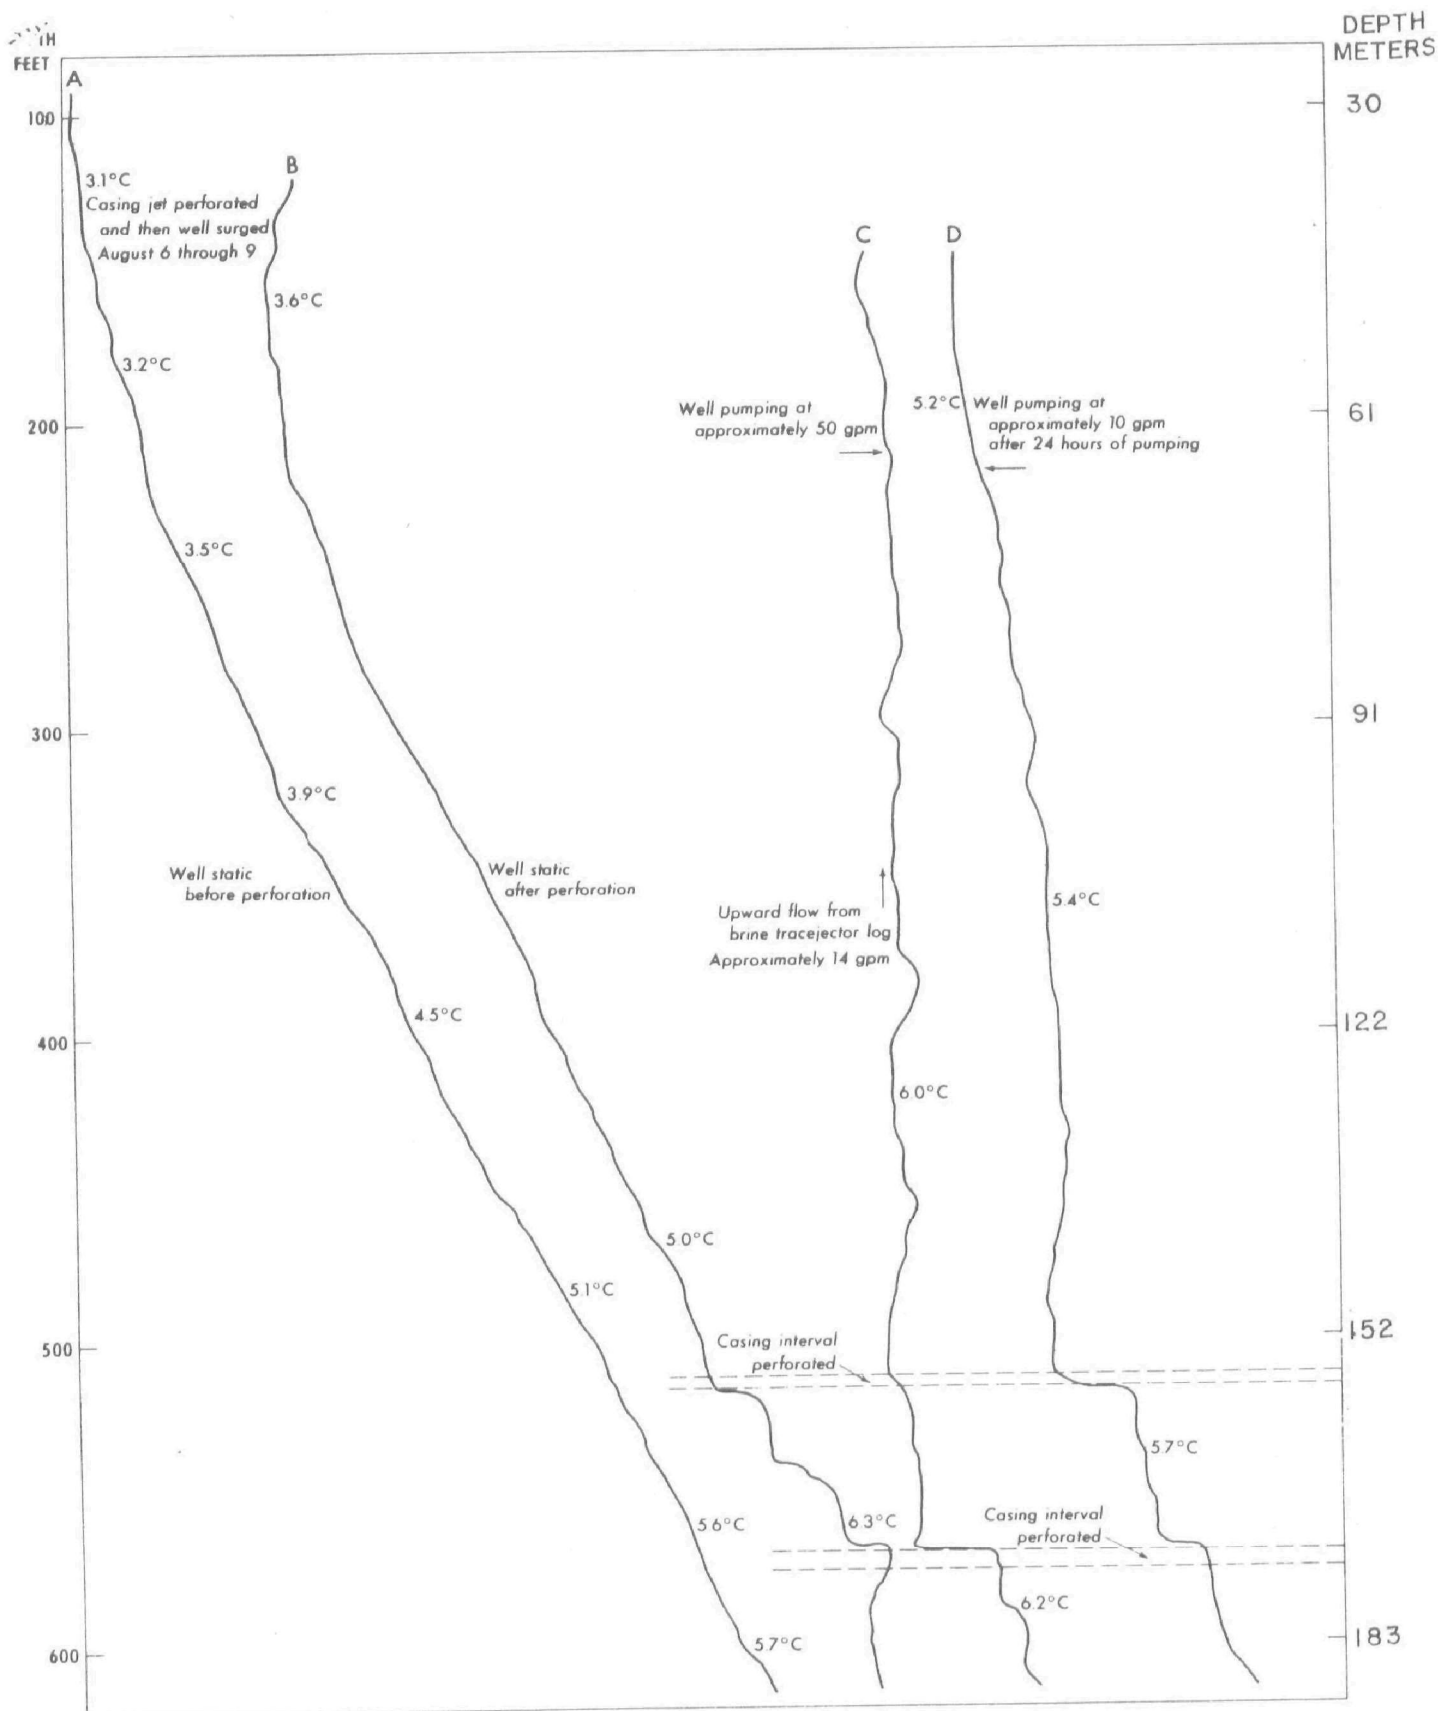 TH
FEET
DEPTH
METERS
A
100
30
3.1°C
Casing jet perforated
and then well surged
August 6 through 9
B
3.6°C
3.2°C
C
D
Well pumping at
approximately 50 gpm
5.2°C
Well pumping at
approximately 10 gpm
after 24 hours of pumping
200
61
3.5°C
300
91
3.9°C
Well static
before perforation
Well static
after perforation
Upward flow from
brine tracejector log
Approximately 14 gpm
5.4°C
4.5°C
400
122
6.0°C
5.0°C
5.1°C
500
152
Casing interval
perforated
5.7°C
5.6°C
6.3°C
Casing interval
perforated
6.2°C
5.7°C
600
183